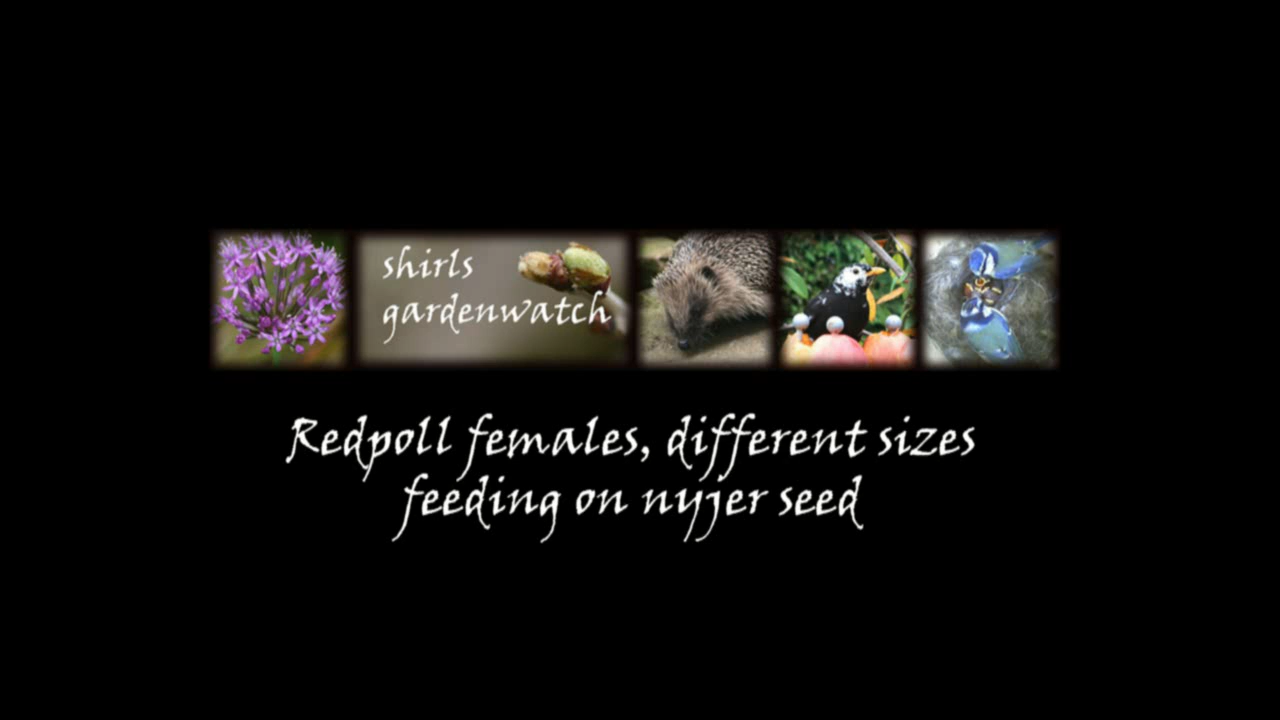 shirls
gardenwatch
Redpoll females, different sizes
feeding on nyjer seed